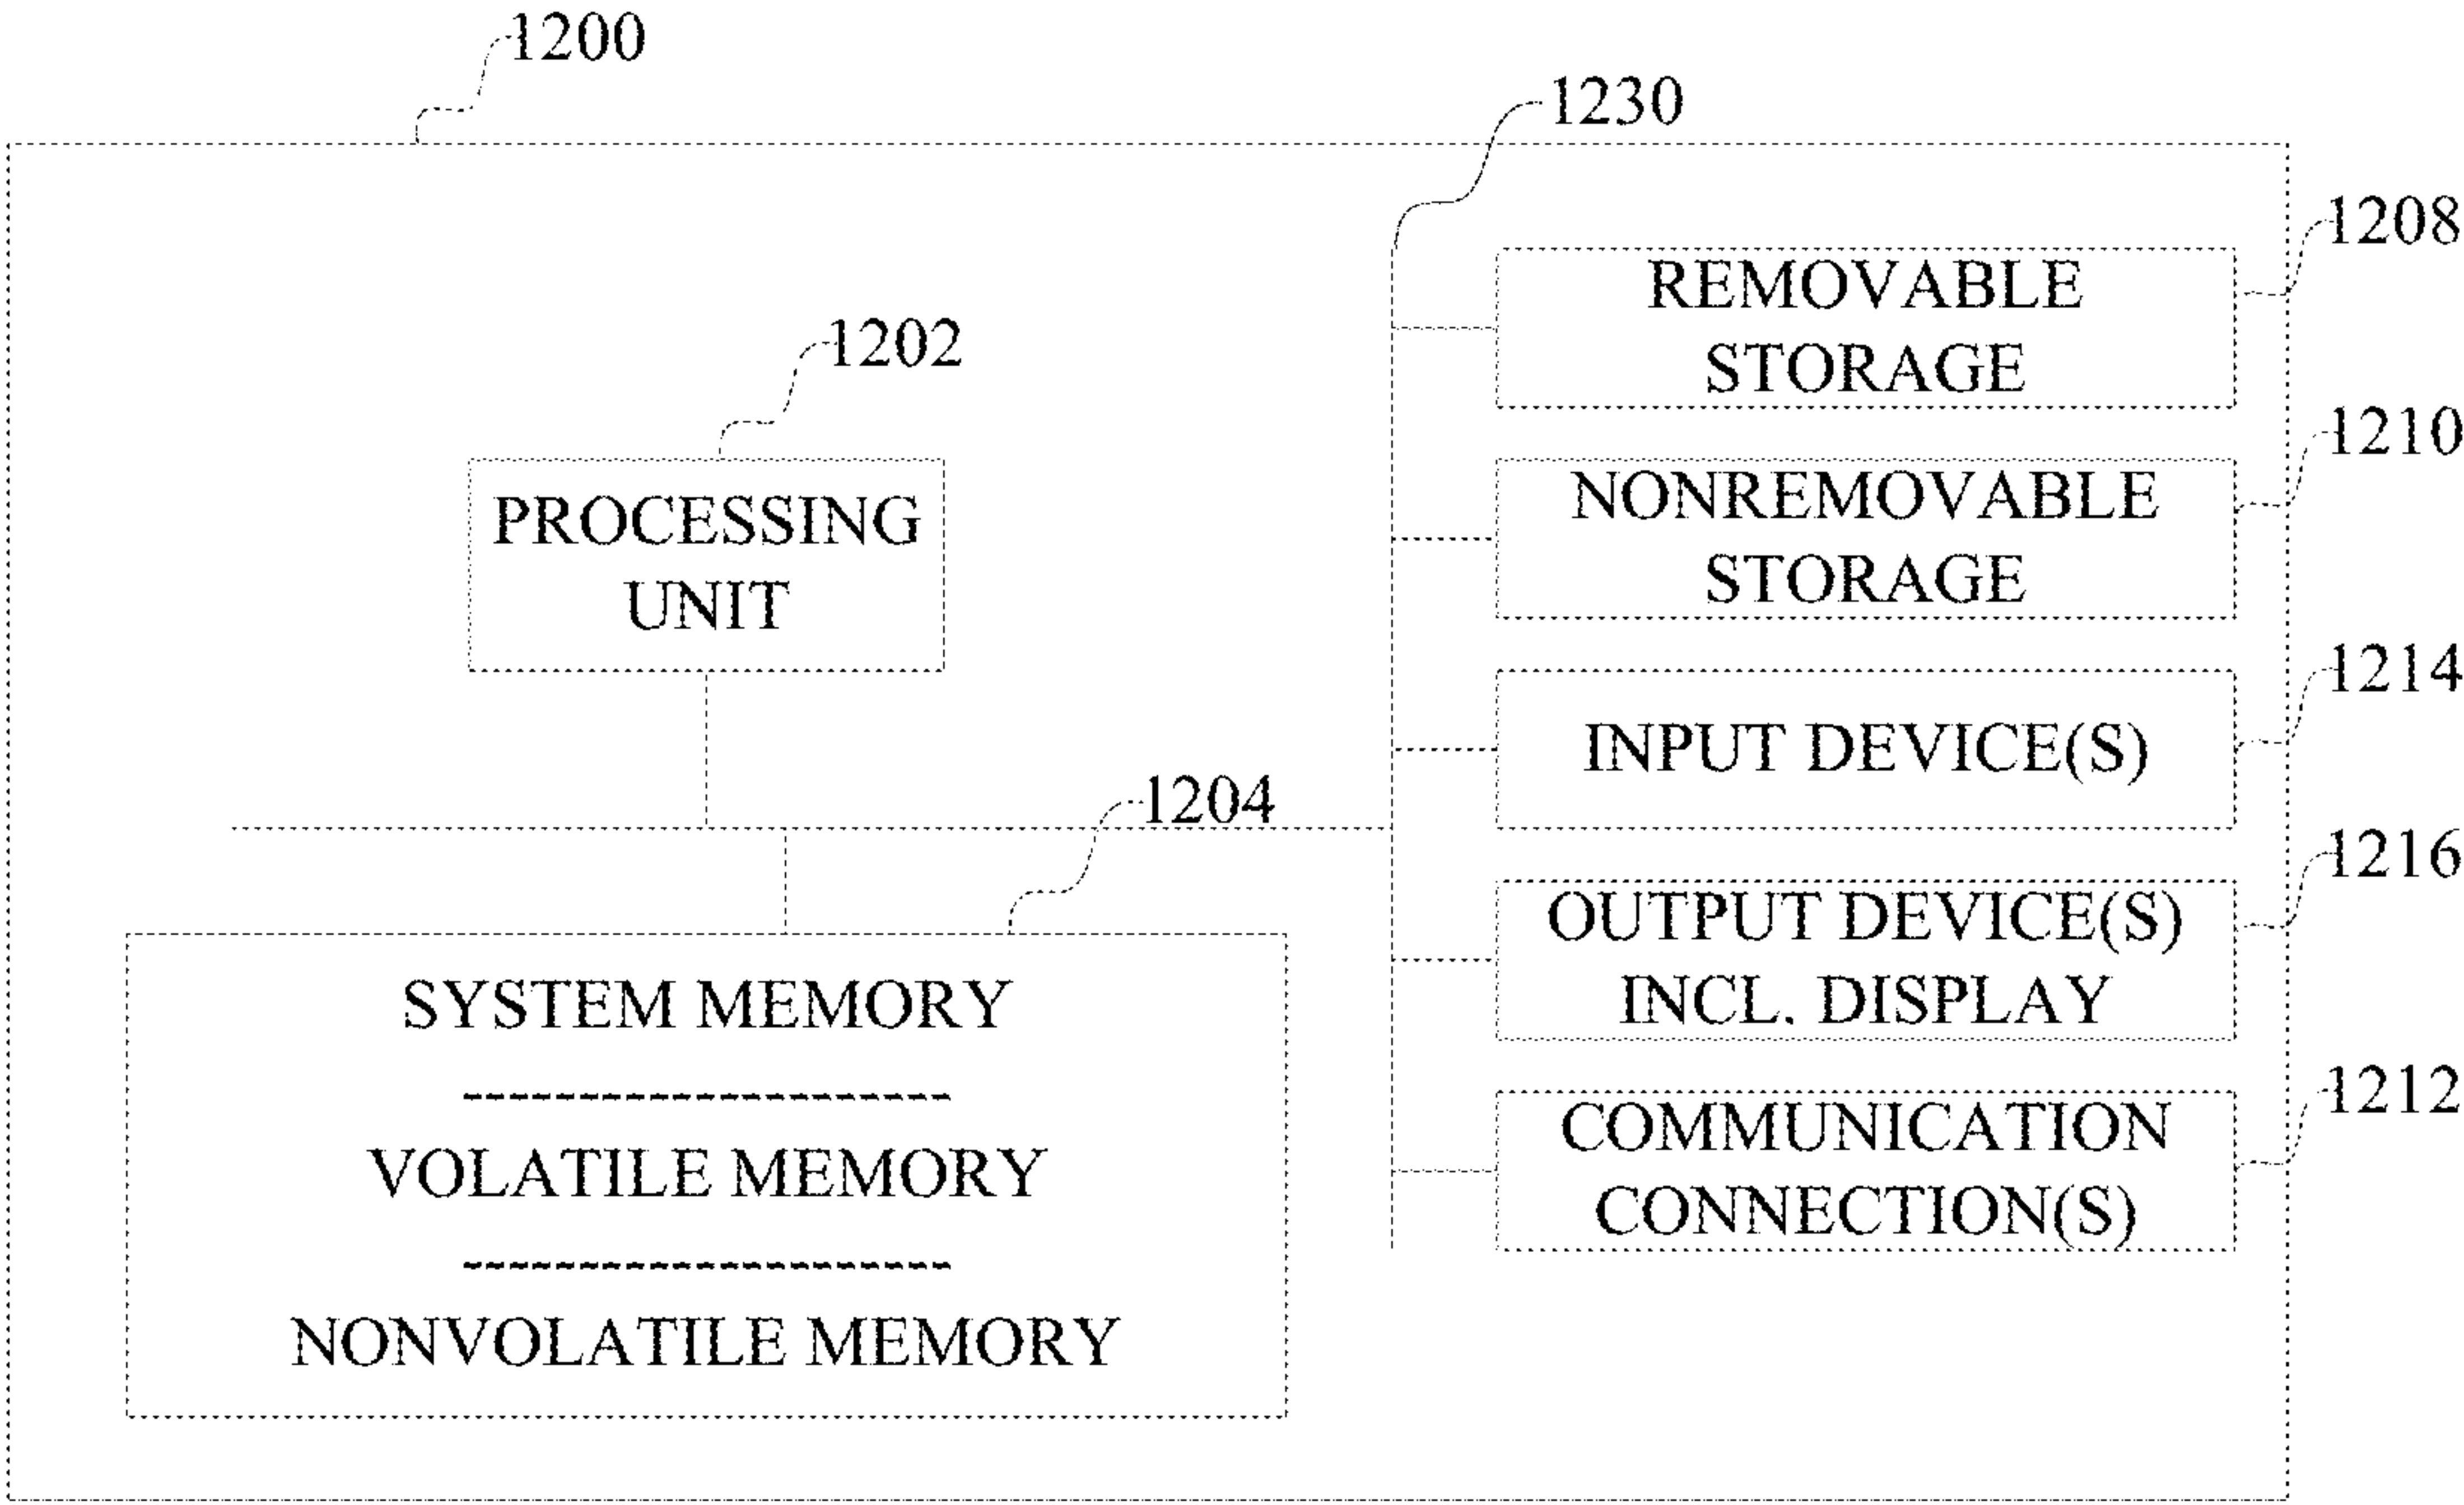 1200
1230
1208
REMOVABLE
STORAGE
1202
1210
PROCESSING
UNIT
NONREMOVABLE
STORAGE
1214
INPUT DEVICE(S)
1204
1216
OUTPUT DEVICE(S)
INCL. DISPLAY
SYSTEM MEMORY
VOLATILE MEMORY
NONVOLATILE MEMORY
1212
COMMUNICATION
CONNECTION(S)